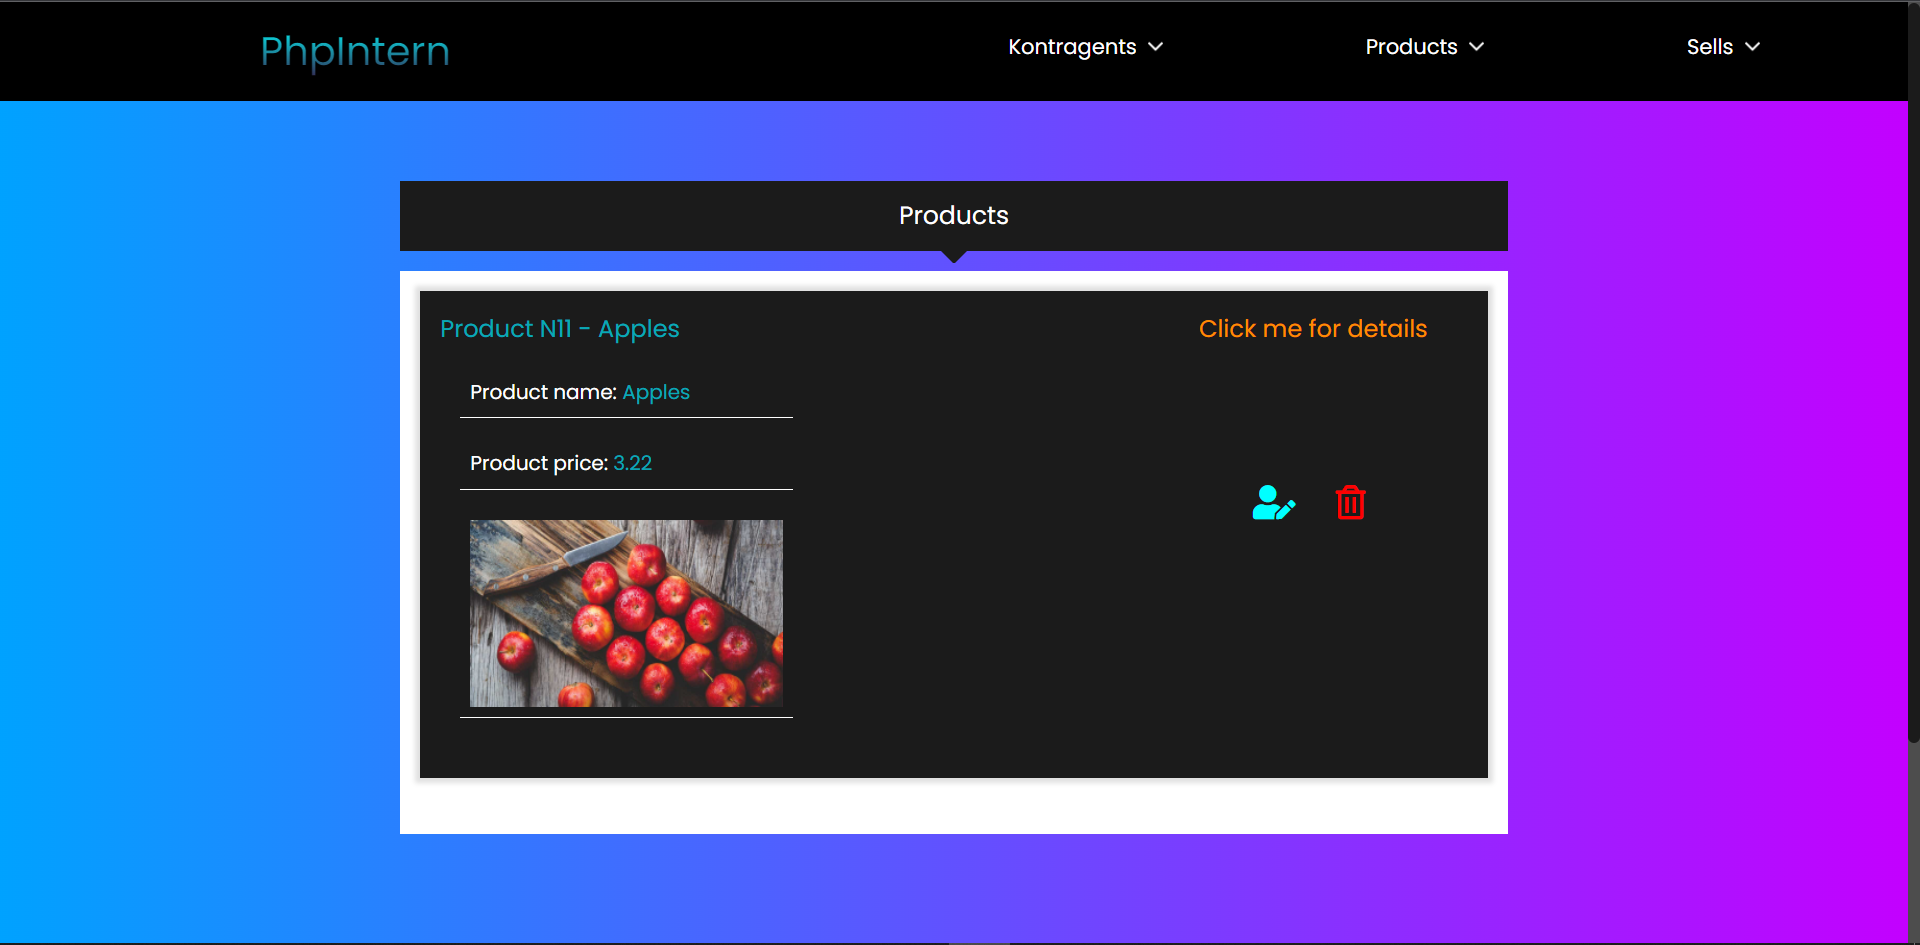 PhpIntern
Kontragents
Products
Sells
Products
Product N11 - Apples
Click me for details
Product name: Apples
Product price: 3.22